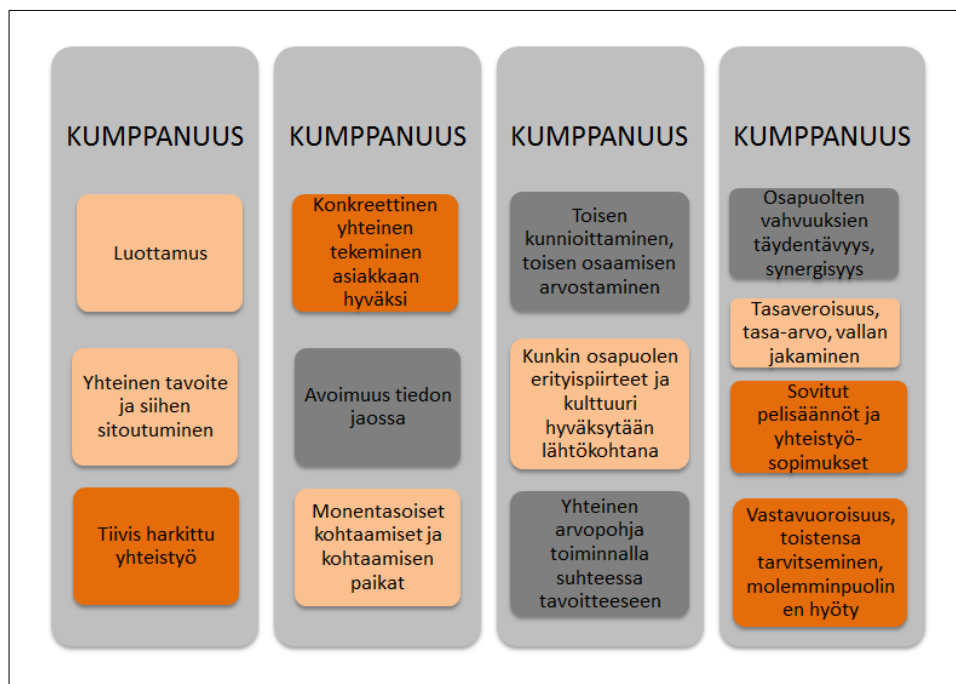 KUMPPANUUS
Luottamus
Yhteinen tavoite
ja siihen
sitoutuminen
Tiivis harkittu
yhteistyö
KUMPPANUUS
Konkreettinen
yhteinen
tekeminen
asiakkaan
hyväksi
Avoimuus tiedon
jaossa
Monentasoiset
kohtaamiset ja
kohtaamisen
paikat
KUMPPANUUS
Toisen
kunnioittaminen,
toisen osaamisen
arvostaminen
Kunkin osapuolen
erityispiirteet ja
kulttuuri
hyväksytään
lähtökohtana
Yhteinen
arvopohja
toiminnalla
suhteessa
tavoitteeseen
KUMPPANUUS
Osapuolten
vahvuuksien
täydentävyys,
synergisyys
Tasaveroisuus,
tasa-arvo, vallan
jakaminen
Sovitut
pelisäännöt ja
yhteistyö-
sopimukset
Vastavuoroisuus,
toistensa
tarvitseminen,
molemminpuolin
en hyöty